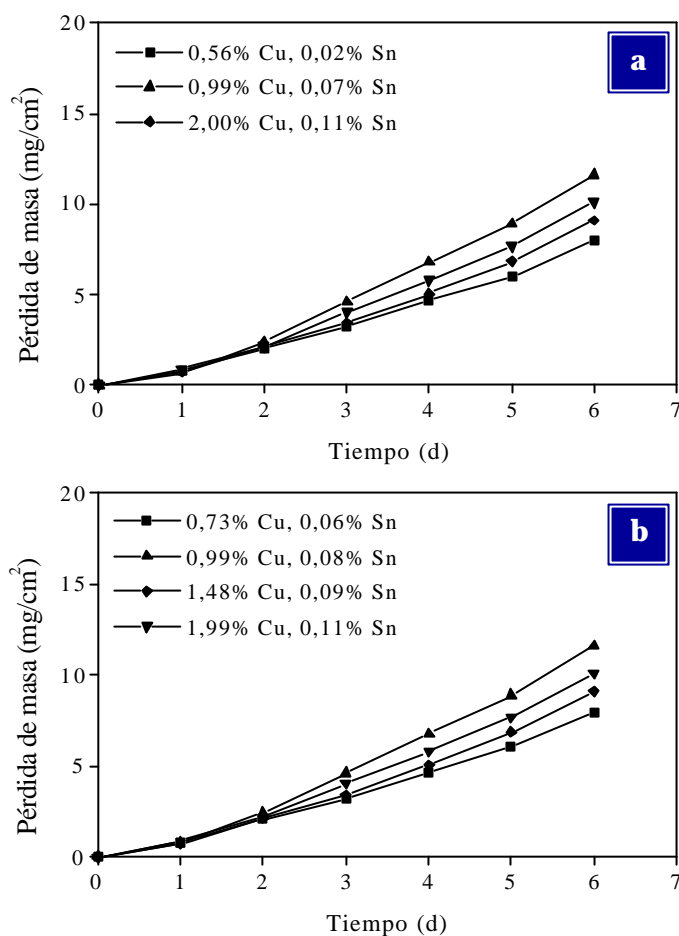 20
15
10
5
0
0,56% Cu, 0,02% Sn
0,99% Cu, 0,07% Sn
2,00% Cu, 0,11% Sn
a
Pérdida de masa (mg/cm²)
0 1 2 3 4 5 6 7
Tiempo (d)
20
15
10
5
0
0,73% Cu, 0,06% Sn
0,99% Cu, 0,08% Sn
1,48% Cu, 0,09% Sn
1,99% Cu, 0,11% Sn
b
Pérdida de masa (mg/cm²)
0 1 2 3 4 5 6 7
Tiempo (d)